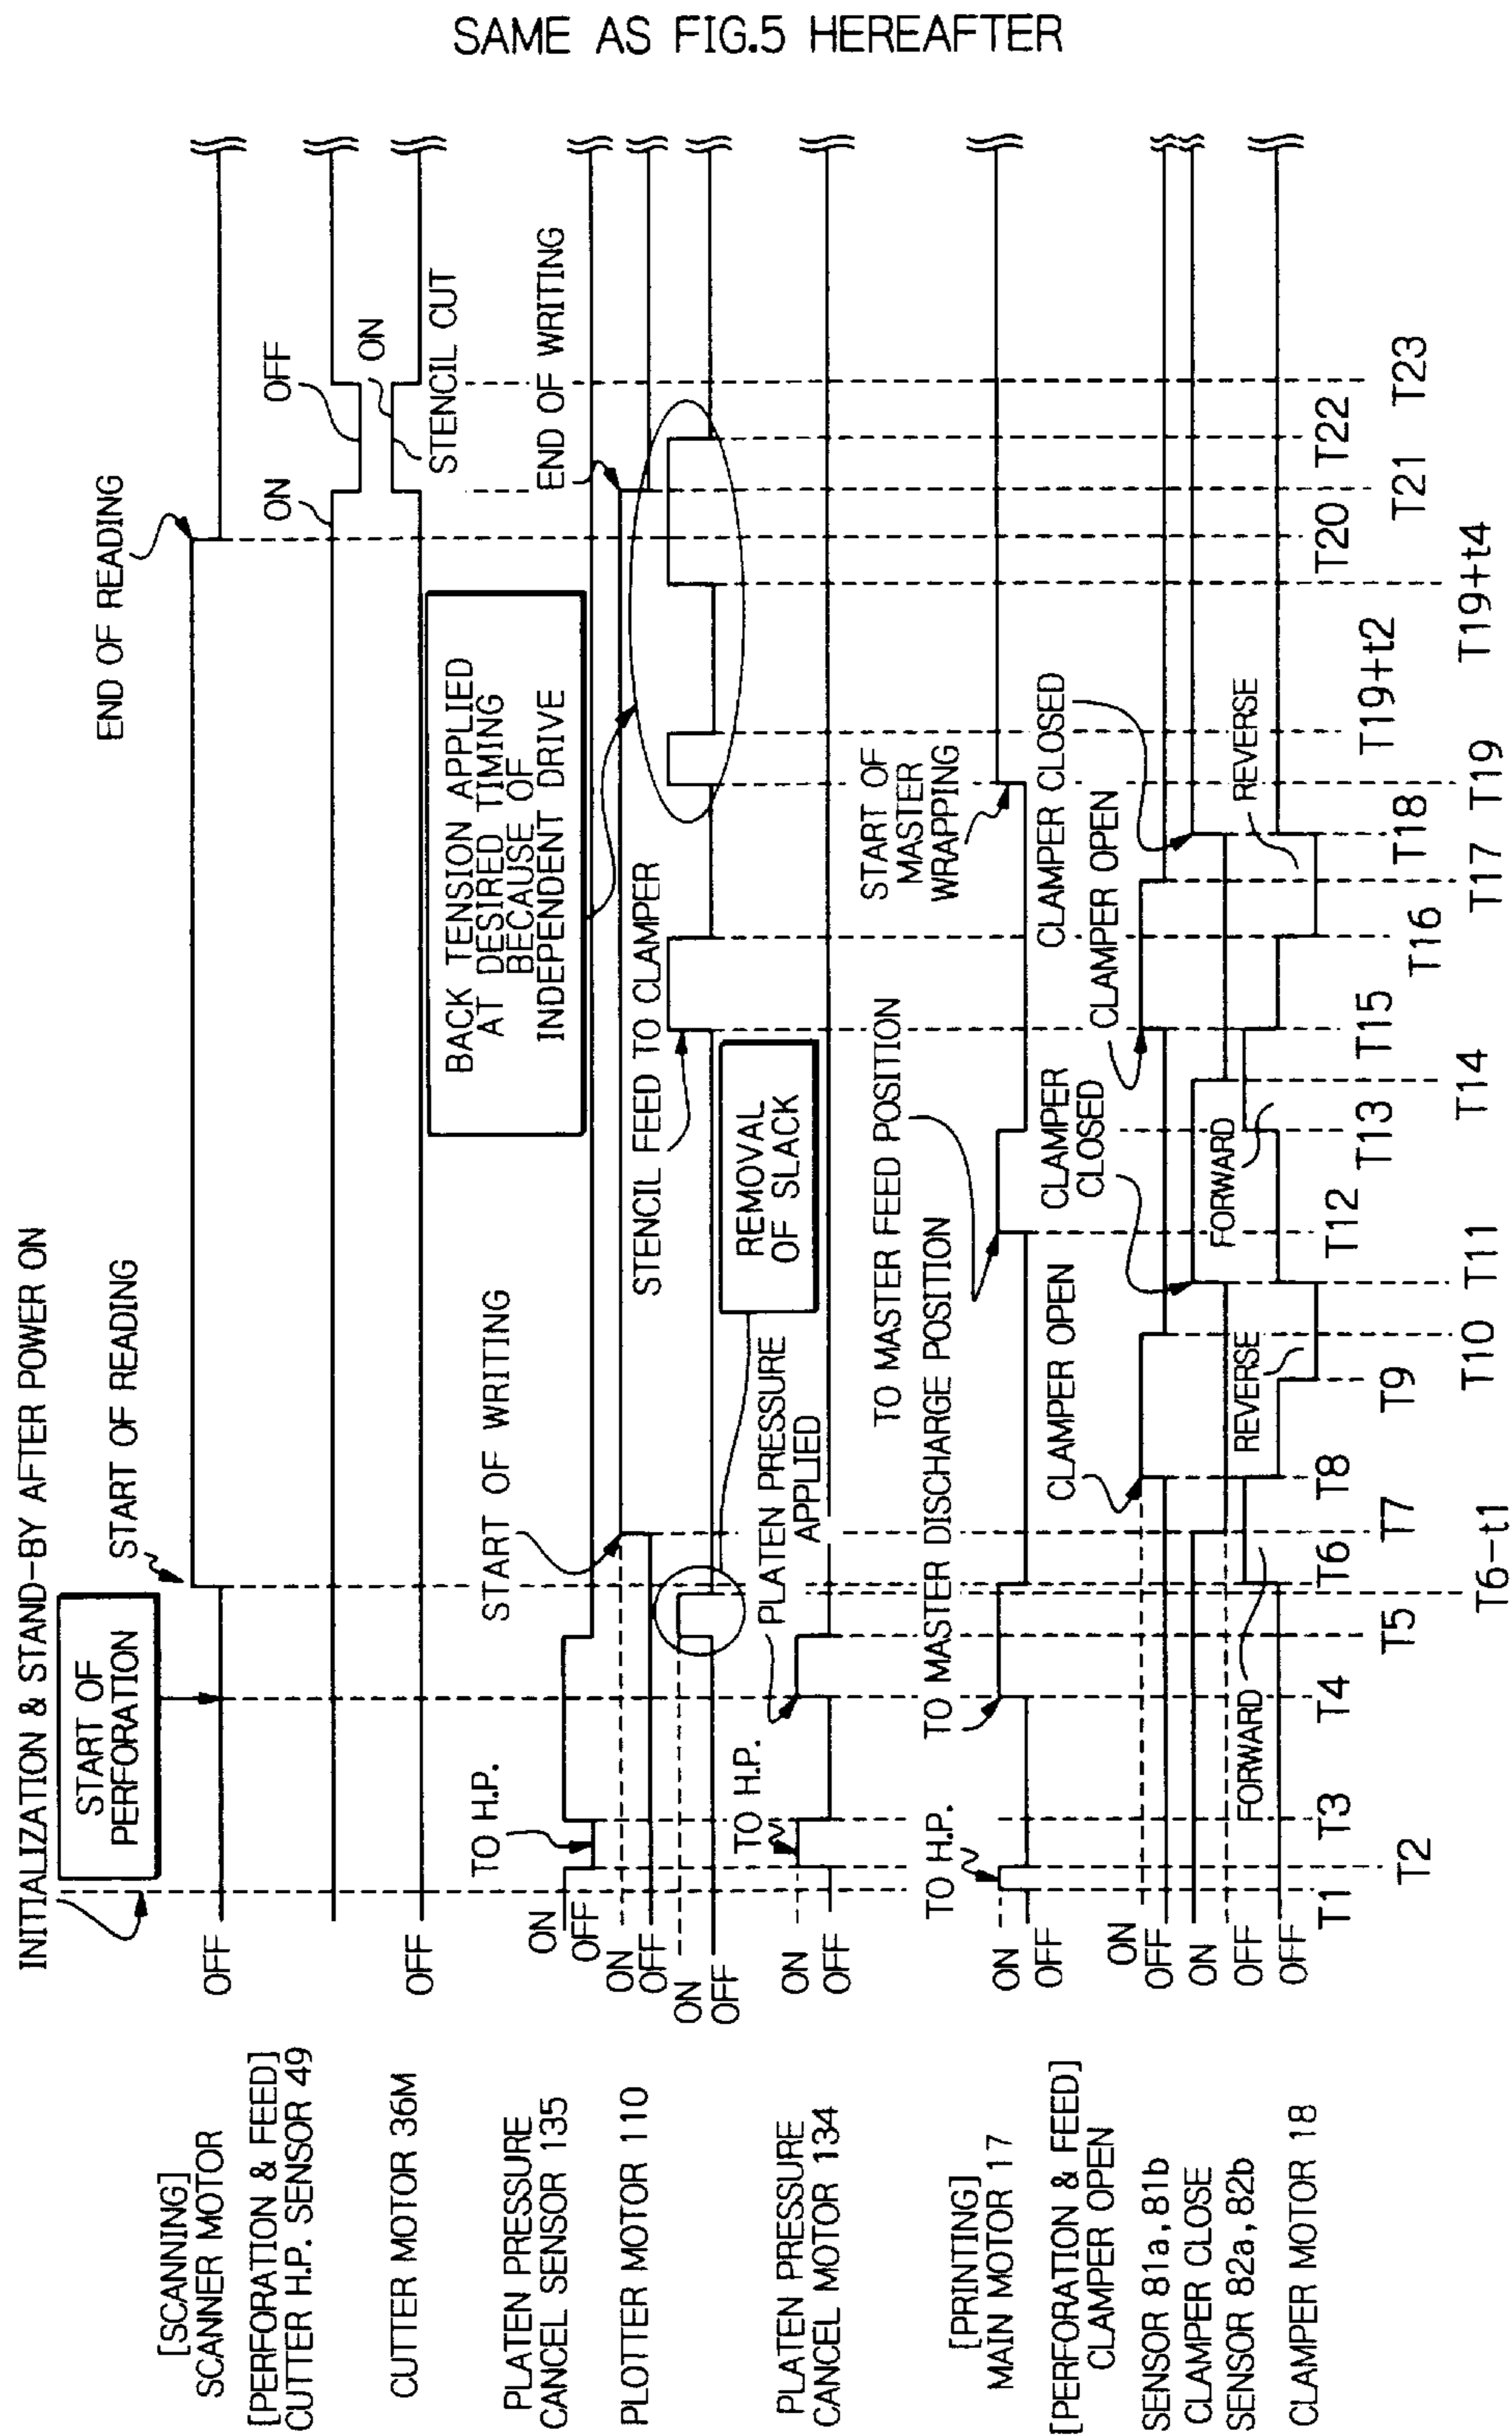 SAME AS FIG.5 HEREAFTER
INITIALIZATION & STAND-BY AFTER POWER ON
START OF
PERFORATION
START OF READING
END OF READING
[SCANNING]
SCANNER MOTOR
OFF
[PERFORATION & FEED]
CUTTER H.P. SENSOR 49
ON
OFF
CUTTER MOTOR 36M
OFF
ON
STENCIL CUT
BACK TENSION APPLIED
AT DESIRED TIMING
BECAUSE OF
INDEPENDENT DRIVE
PLATEN PRESSURE
CANCEL SENSOR 135
ON
OFF
TO H.P.
START OF WRITING
END OF WRITING
ON
OFF
PLOTTER MOTOR 110
STENCIL FEED TO CLAMPER
ON
OFF
REMOVAL
OF SLACK
PLATEN PRESSURE
CANCEL MOTOR 134
ON
OFF
TO H.P.
PLATEN PRESSURE
APPLIED
[PRINTING]
MAIN MOTOR 17
ON
OFF
TO H.P.
TO MASTER DISCHARGE POSITION
TO MASTER FEED POSITION
START OF
MASTER
WRAPPING
[PERFORATION & FEED]
CLAMPER OPEN
SENSOR 81a,81b
ON
OFF
CLAMPER OPEN
CLAMPER OPEN
CLAMPER CLOSE
SENSOR 82a,82b
ON
OFF
CLAMPER
CLOSED
CLAMPER CLOSED
CLAMPER MOTOR 18
OFF
FORWARD
REVERSE
FORWARD
REVERSE
T1
T2
T3
T4
T5
T6-t1
T6
T7
T8
T9
T10
T11
T12
T13
T14
T15
T16
T17
T18
T19
T19+t2
T19+t4
T20
T21
T22
T23